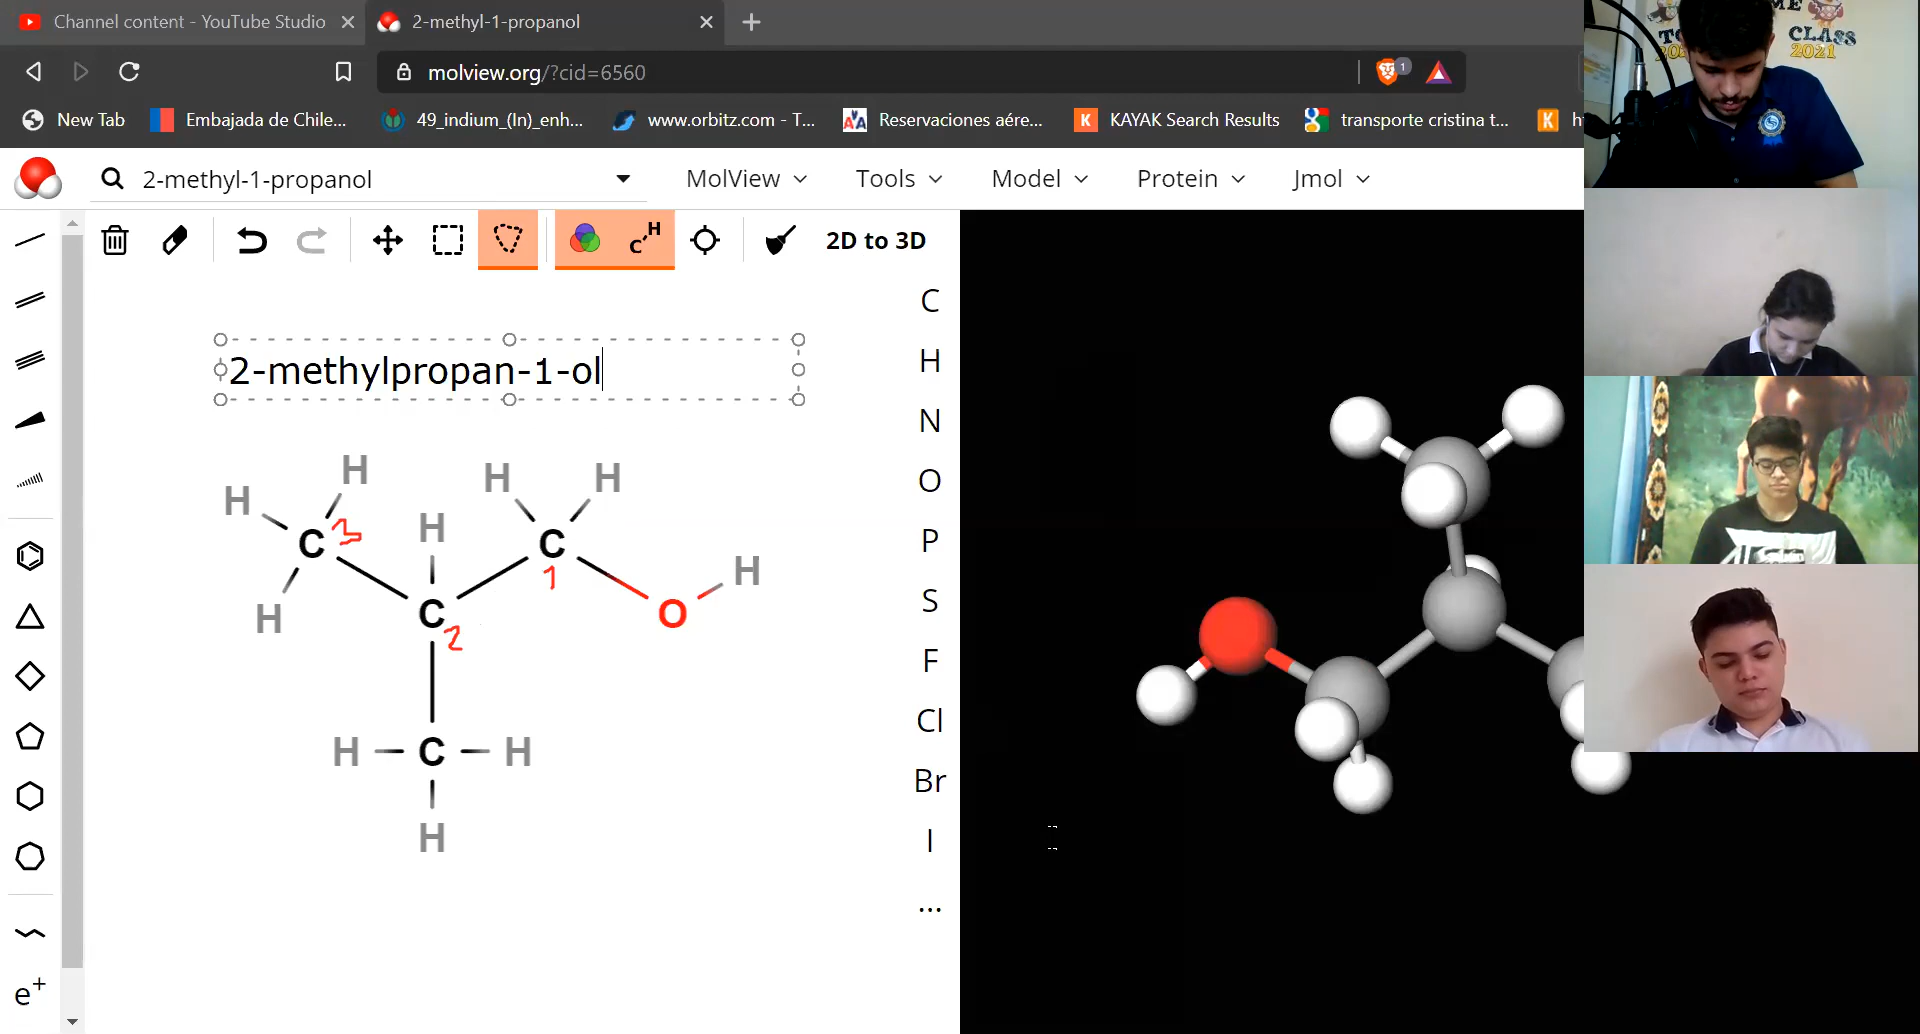 Channel content - YouTube Studio
2-methyl-1-propanol
molview.org/?cid=6560
1
New Tab
Embajada de Chile...
49_indium_(In)_enh...
www.orbitz.com - T...
Reservaciones aére...
KAYAK Search Results
transporte cristina t...
2-methyl-1-propanol
MolView
Tools
Model
Protein
Jmol
C H
2D to 3D
2-methylpropan-1-ol
H H H H
H
C 3 C
1
H
H C O
2
H C H
H
C
H
N
O
P
S
F
Cl
Br
I
...
e+
CLASS
2021